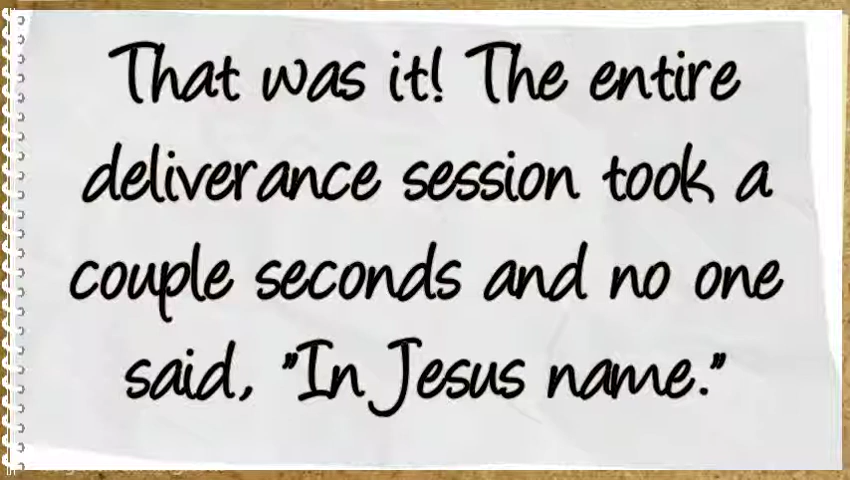 That was it! The entire
deliverance session took a
couple seconds and no one
said, "In Jesus name."